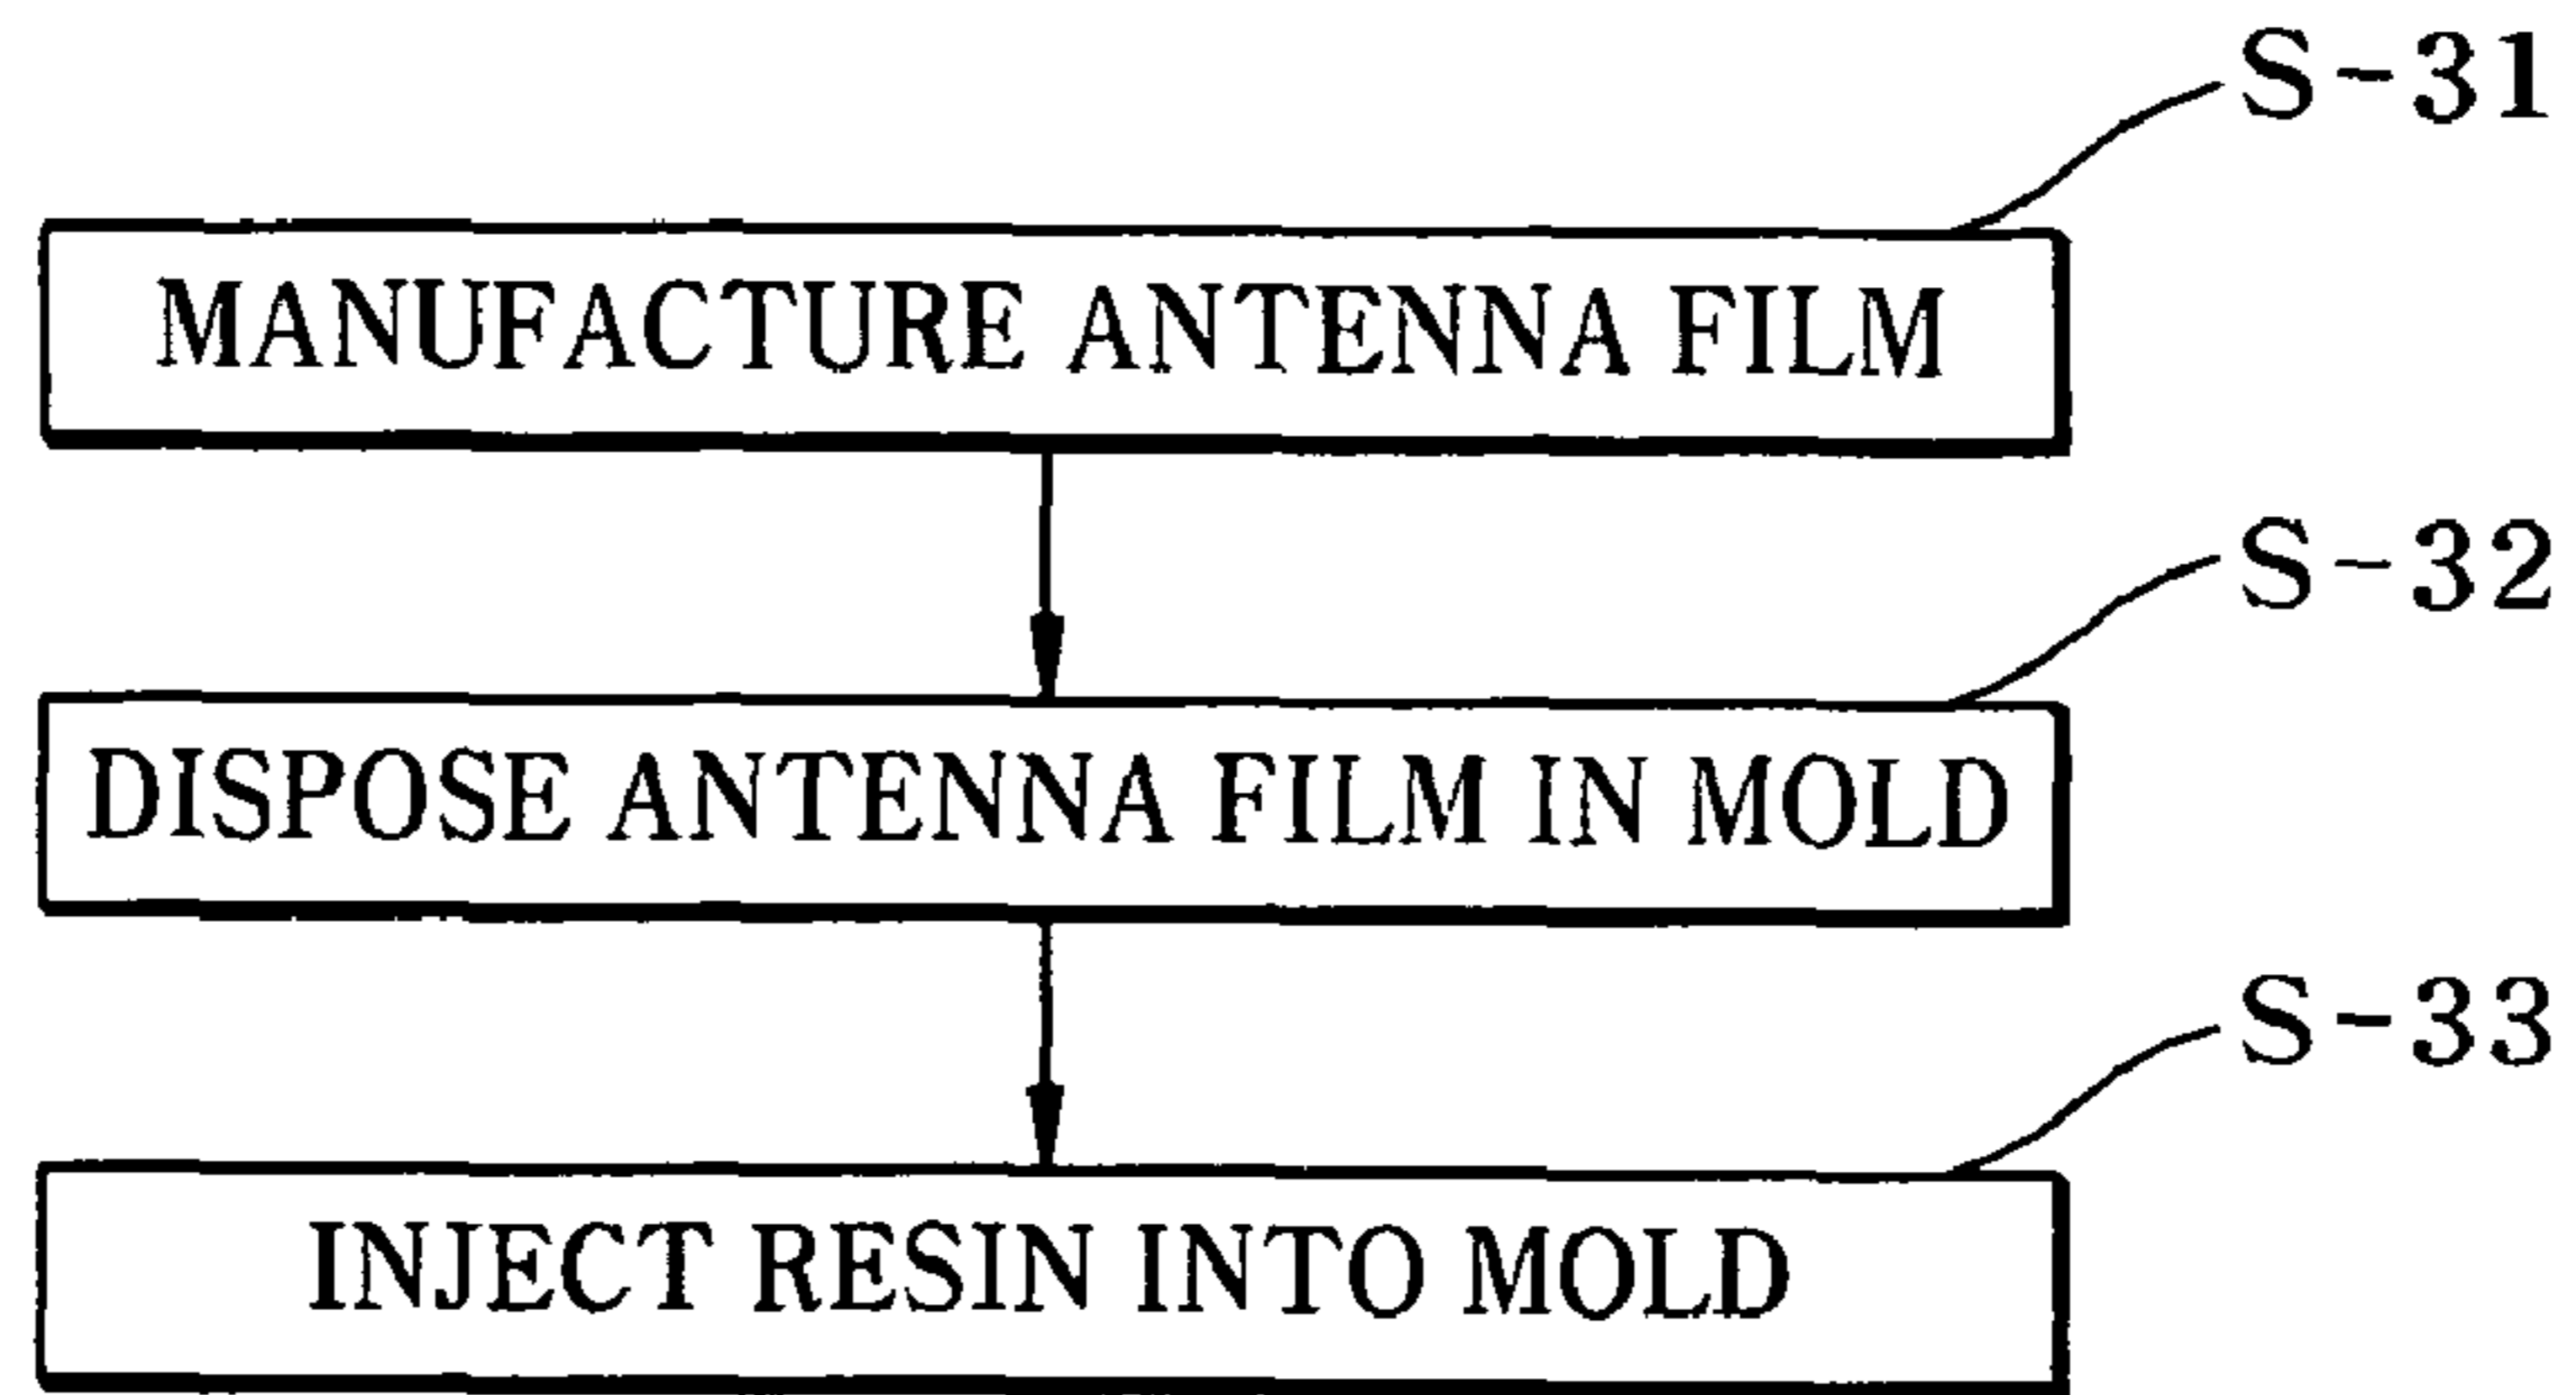 S-31
MANUFACTURE ANTENNA FILM
S-32
DISPOSE ANTENNA FILM IN MOLD
S-33
INJECT RESIN INTO MOLD